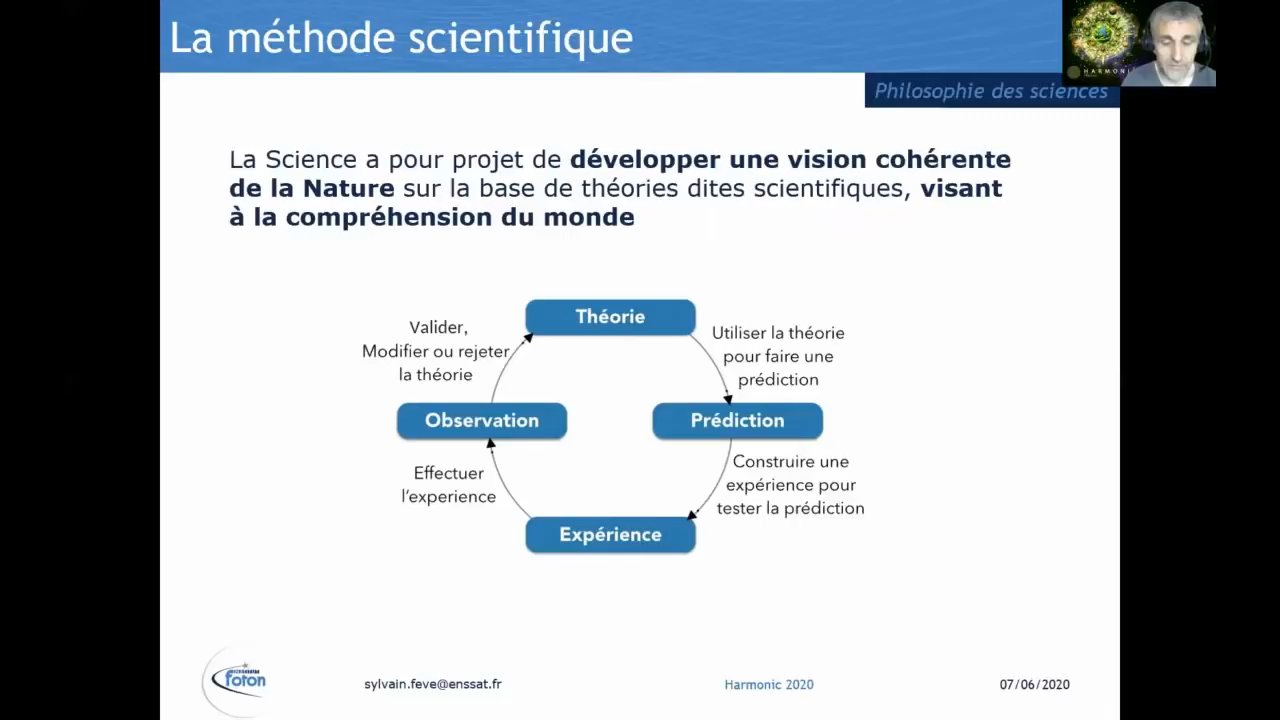 La méthode scientifique
HARMONI
Philosophie des sciences
La Science a pour projet de développer une vision cohérente
de la Nature sur la base de théories dites scientifiques, visant
à la compréhension du monde
Théorie
Valider,
Modifier ou rejeter
la théorie
Utiliser la théorie
pour faire une
prédiction
Observation
Prédiction
Effectuer
l'experience
Construire une
expérience pour
tester la prédiction
Expérience
foton
sylvain.feve@enssat.fr
Harmonic 2020
07/06/2020